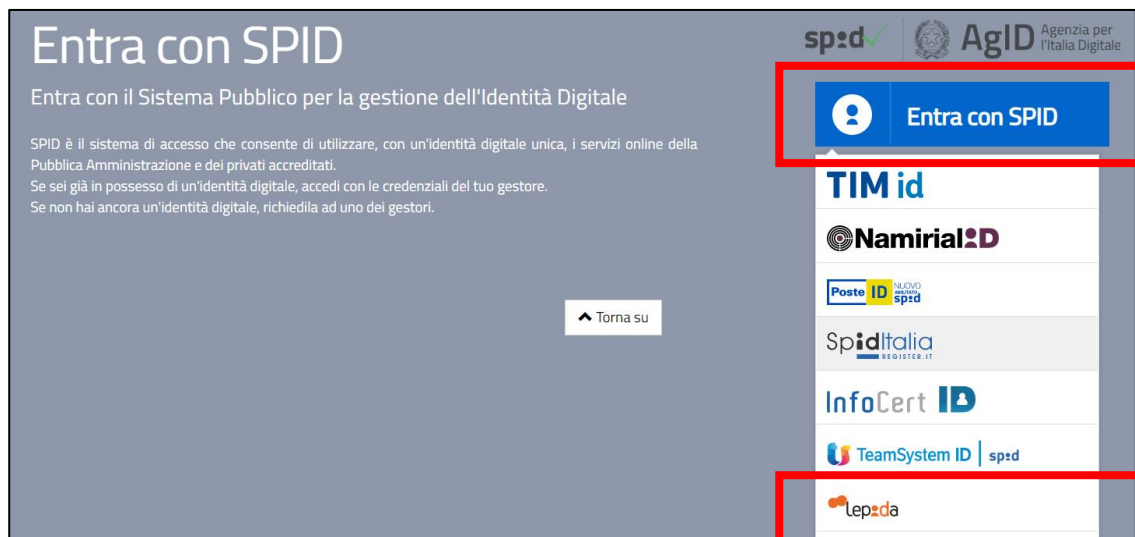 Entra con SPID
Entra con il Sistema Pubblico per la gestione dell'Identità Digitale
SPID è il sistema di accesso che consente di utilizzare, con un'identità digitale unica, i servizi online della
Pubblica Amministrazione e dei privati accreditati.
Se sei già in possesso di un'identità digitale, accedi con le credenziali del tuo gestore.
Se non hai ancora un'identità digitale, richiedila ad uno dei gestori.
Torna su
spid
AgID Agenzia per
l'Italia Digitale
Entra con SPID
TIM id
Namirial ID
Poste ID NUOVO
ABILITATO
spid
SpidItalia
REGISTER.IT
InfoCert ID
TeamSystem ID | spid
lepida